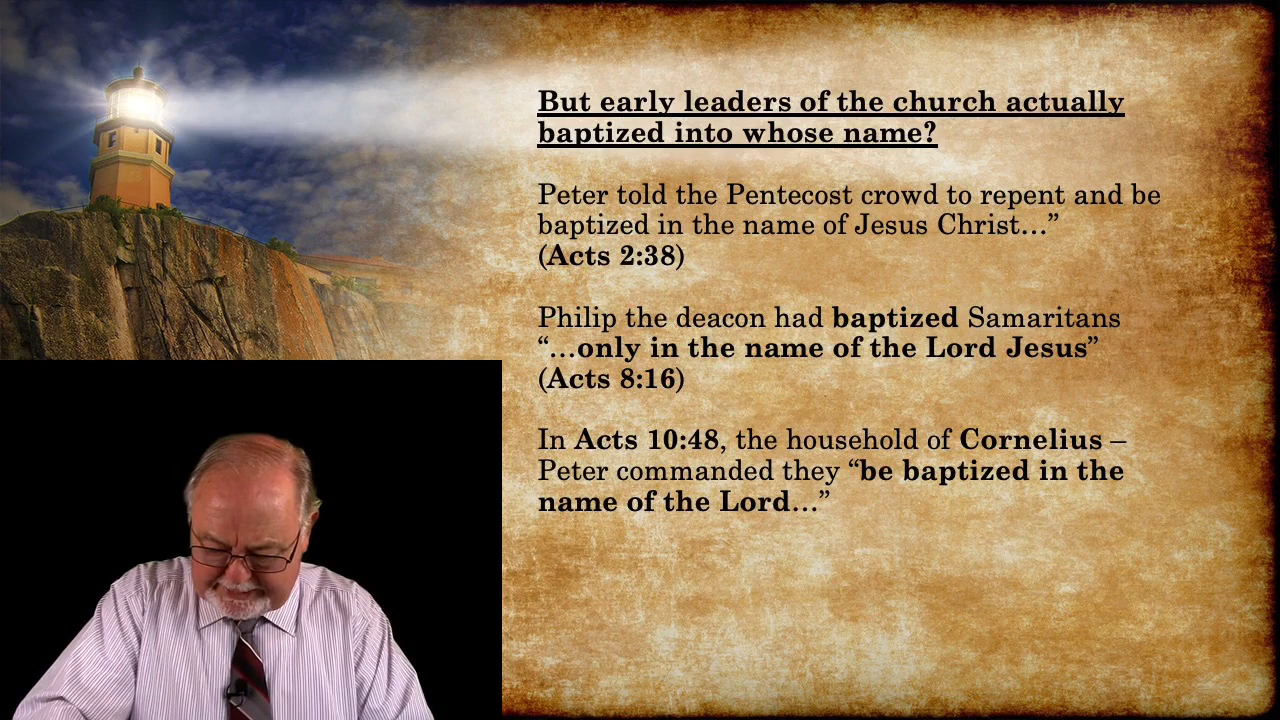 But early leaders of the church actually
baptized into whose name?
Peter told the Pentecost crowd to repent and be
baptized in the name of Jesus Christ…”
(Acts 2:38)
Philip the deacon had baptized Samaritans
“…only in the name of the Lord Jesus”
(Acts 8:16)
In Acts 10:48, the household of Cornelius –
Peter commanded they “be baptized in the
name of the Lord…”